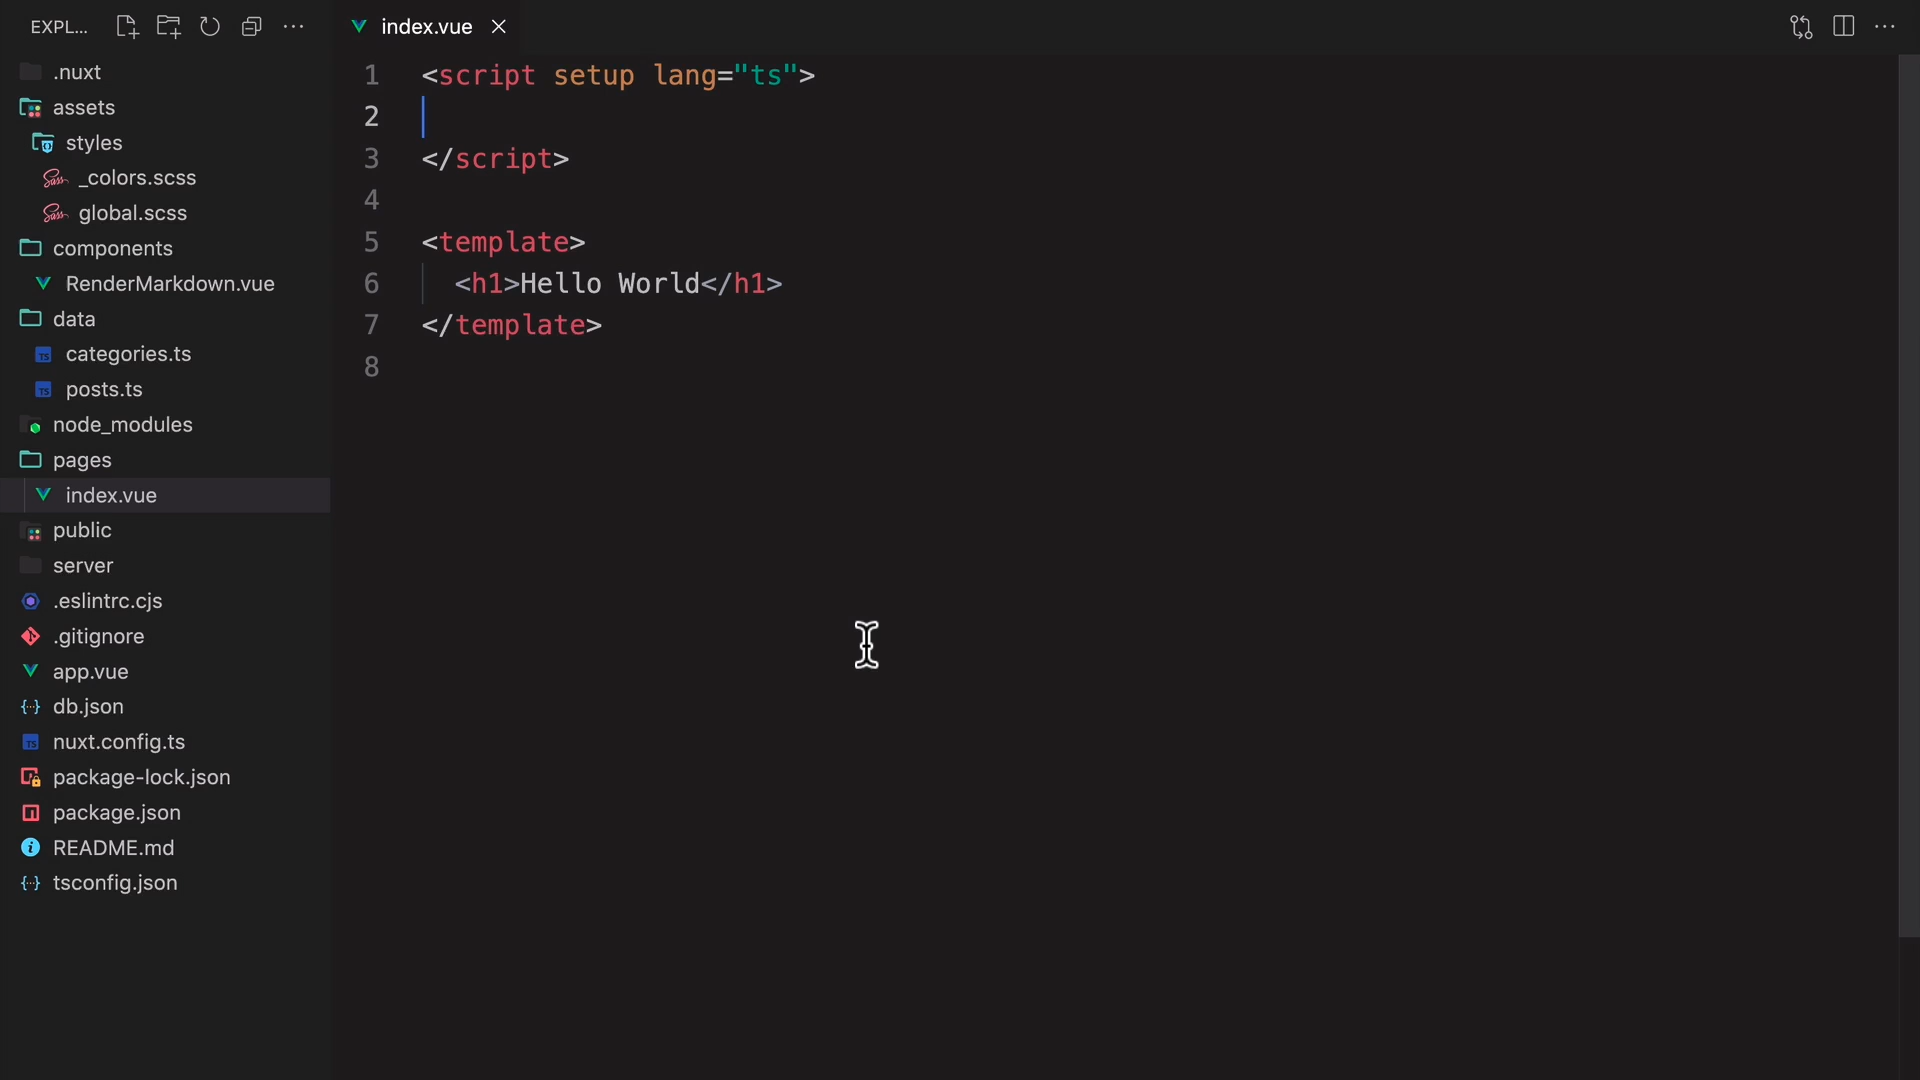 EXPL...
index.vue
.nuxt
assets
styles
_colors.scss
global.scss
components
RenderMarkdown.vue
data
categories.ts
posts.ts
node_modules
pages
index.vue
public
server
.eslintrc.cjs
.gitignore
app.vue
db.json
nuxt.config.ts
package-lock.json
package.json
README.md
tsconfig.json
1 <script setup lang="ts">
2
3 </script>
4
5 <template>
6 <h1>Hello World</h1>
7 </template>
8